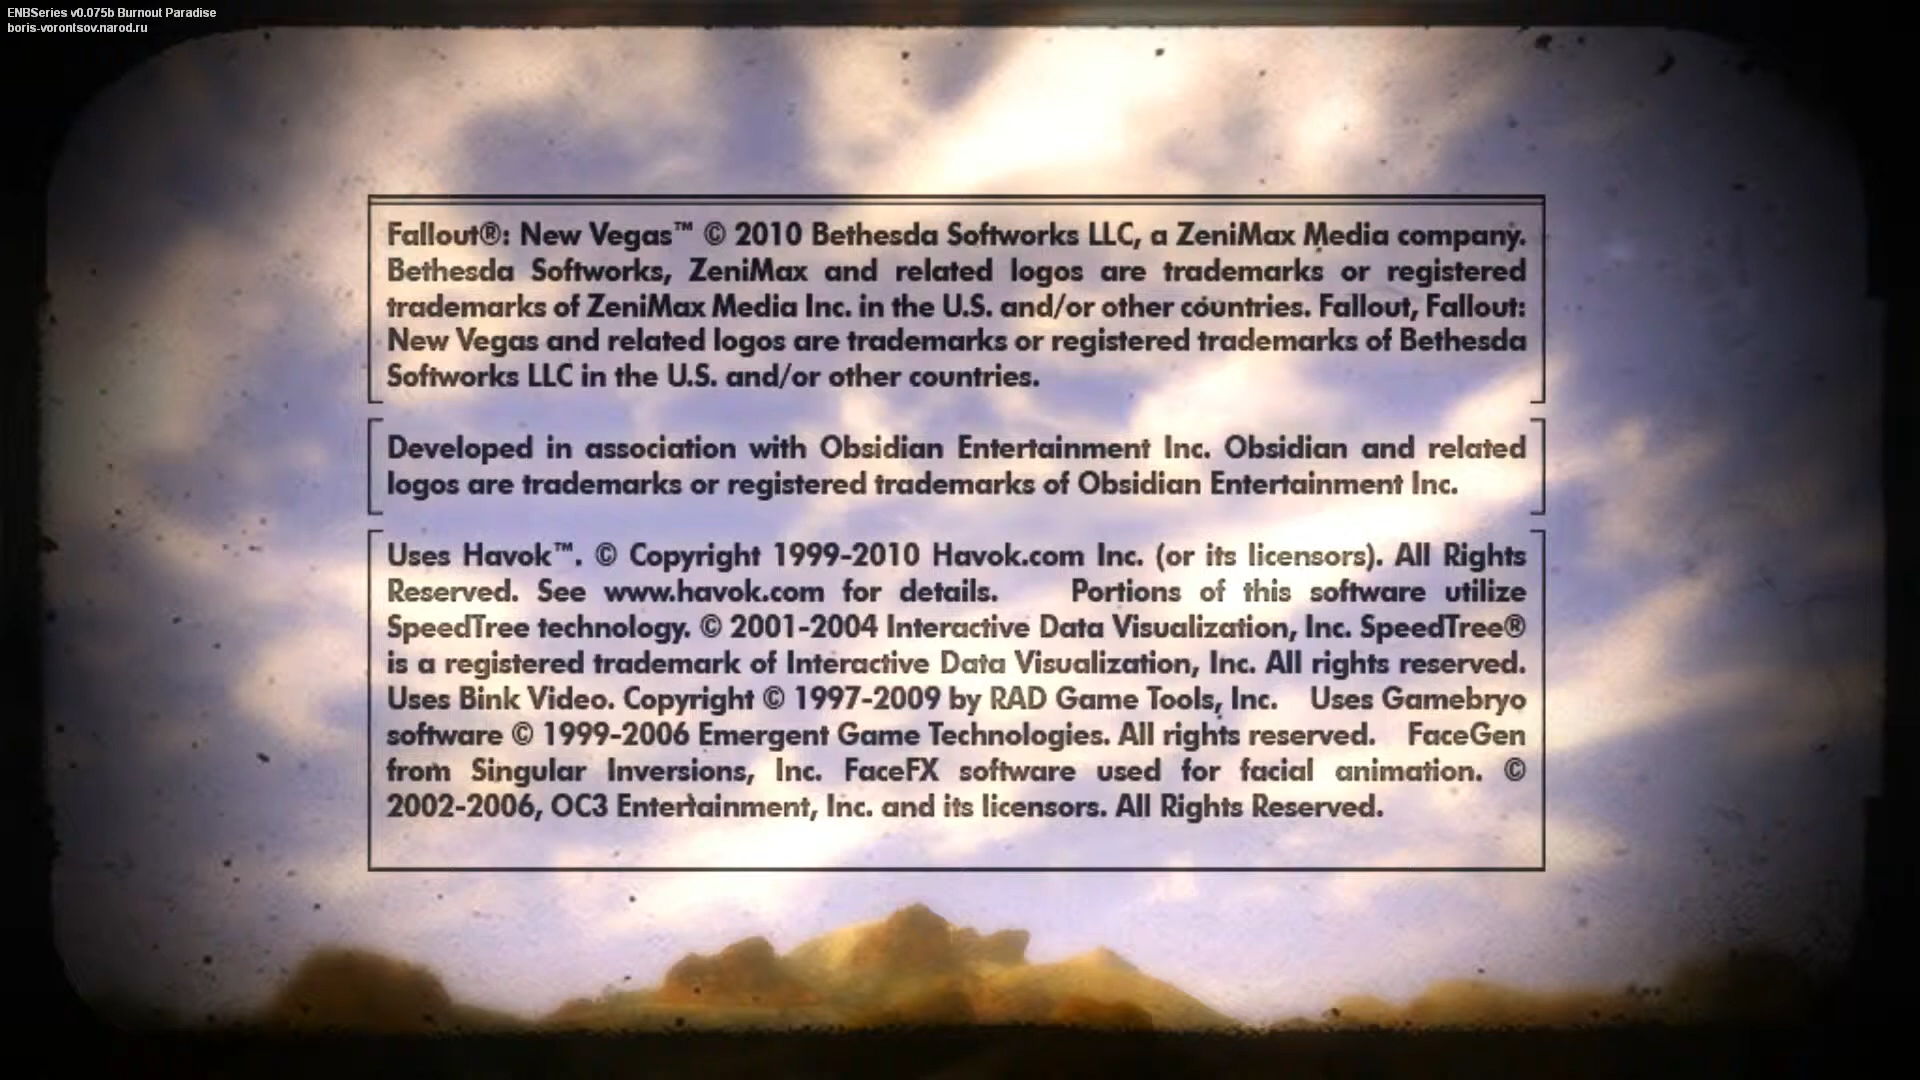 ENBSeries v0.075b Burnout Paradise
boris-vorontsov.narod.ru
Fallout®: New Vegas™ © 2010 Bethesda Softworks LLC, a ZeniMax Media company.
Bethesda Softworks, ZeniMax and related logos are trademarks or registered
trademarks of ZeniMax Media Inc. in the U.S. and/or other countries. Fallout, Fallout:
New Vegas and related logos are trademarks or registered trademarks of Bethesda
Softworks LLC in the U.S. and/or other countries.
Developed in association with Obsidian Entertainment Inc. Obsidian and related
logos are trademarks or registered trademarks of Obsidian Entertainment Inc.
Uses Havok™. © Copyright 1999-2010 Havok.com Inc. (or its licensors). All Rights
Reserved. See www.havok.com for details. Portions of this software utilize
SpeedTree technology. © 2001-2004 Interactive Data Visualization, Inc. SpeedTree®
is a registered trademark of Interactive Data Visualization, Inc. All rights reserved.
Uses Bink Video. Copyright © 1997-2009 by RAD Game Tools, Inc. Uses Gamebryo
software © 1999-2006 Emergent Game Technologies. All rights reserved. FaceGen
from Singular Inversions, Inc. FaceFX software used for facial animation. ©
2002-2006, OC3 Entertainment, Inc. and its licensors. All Rights Reserved.